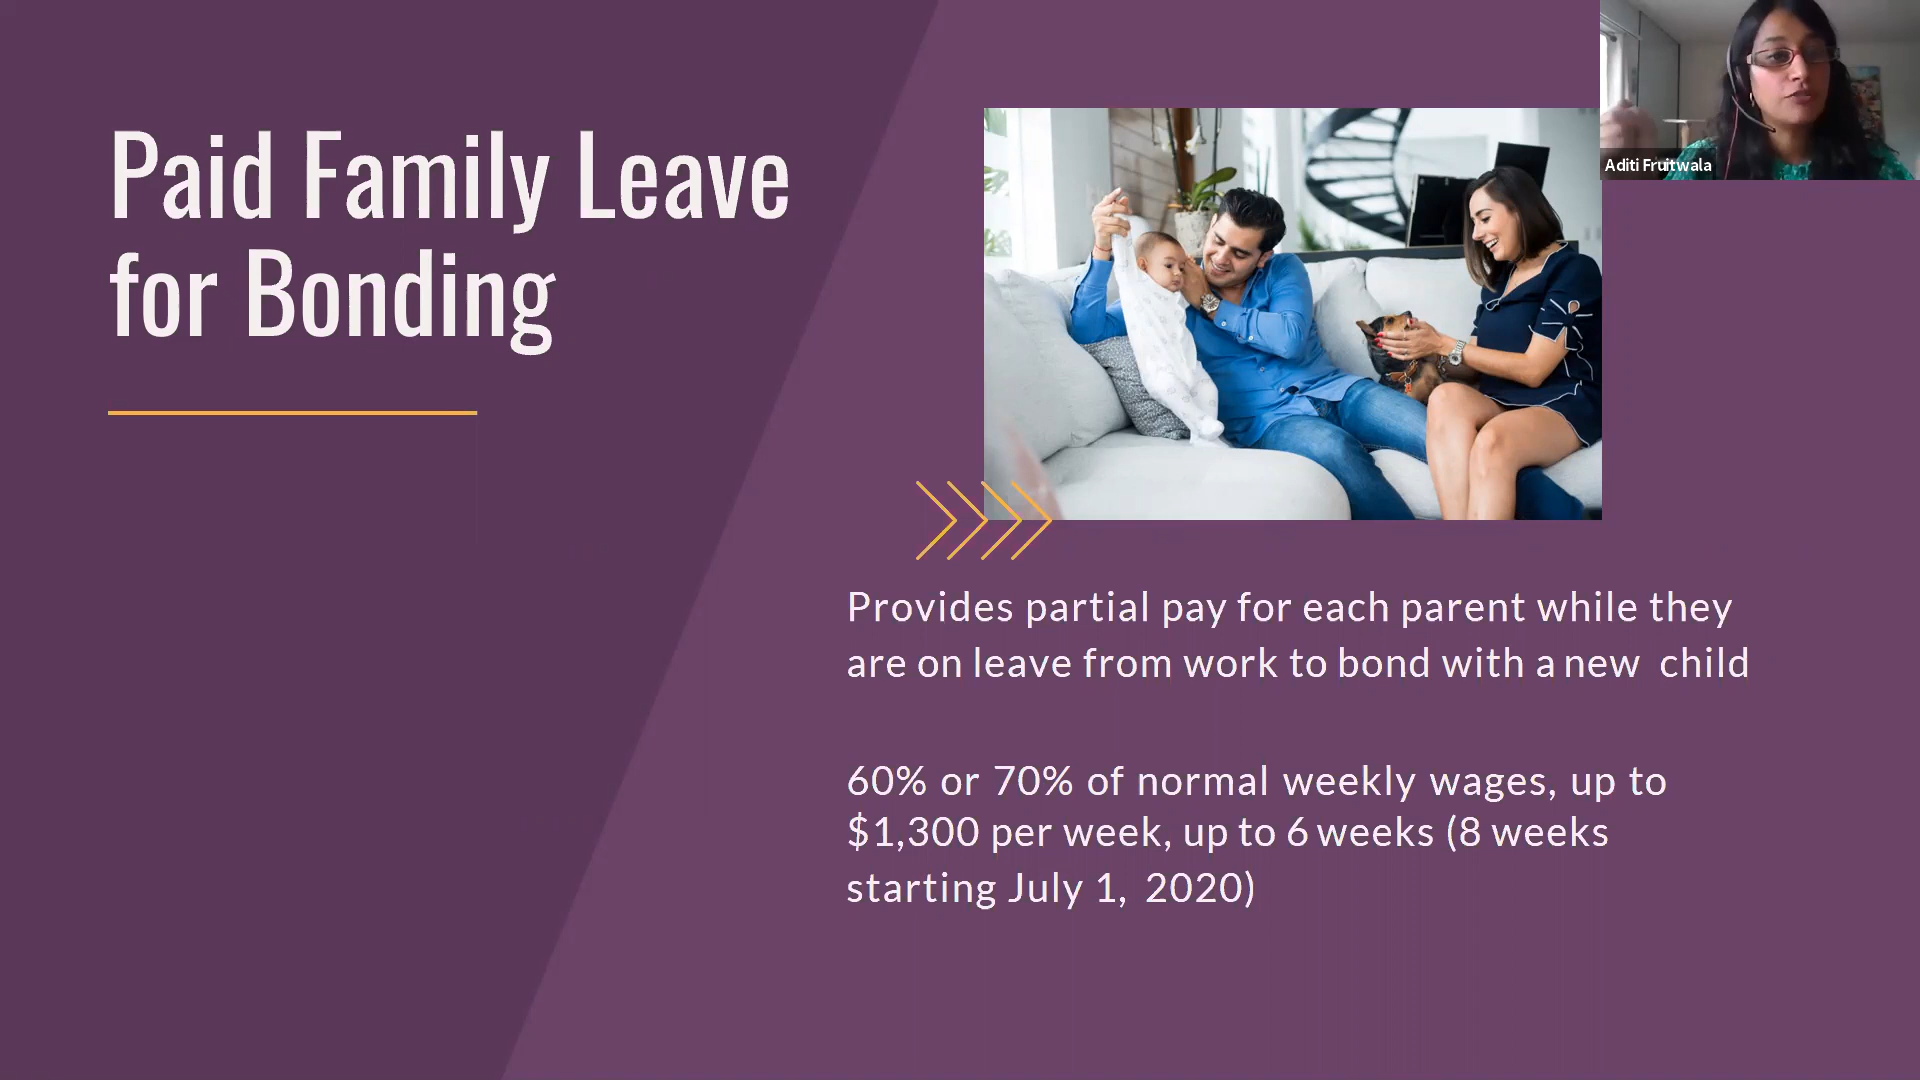 Paid Family Leave
for Bonding
Aditi Fruitwala
Provides partial pay for each parent while they
are on leave from work to bond with a new child
60% or 70% of normal weekly wages, up to
$1,300 per week, up to 6 weeks (8 weeks
starting July 1, 2020)